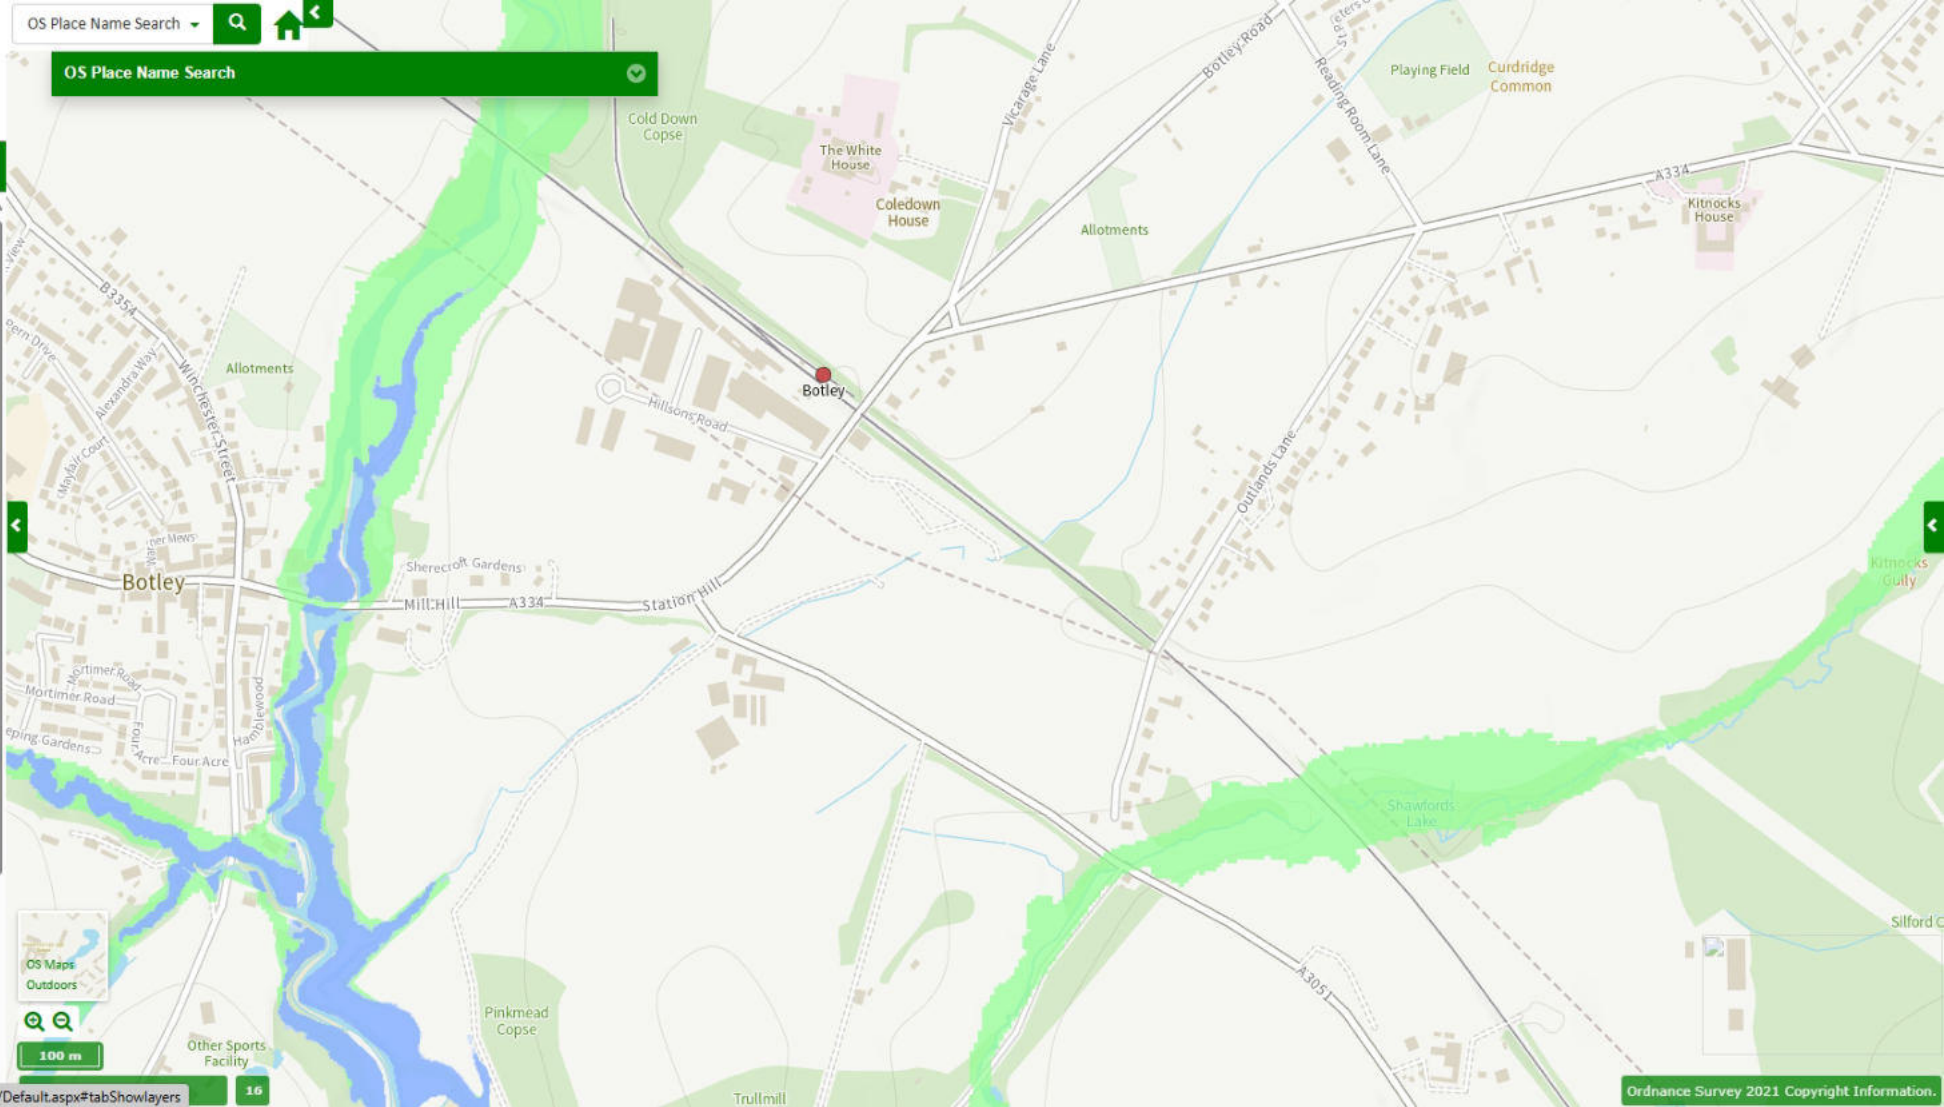 OS Place Name Search
OS Place Name Search
Cold Down
Copse
The White
House
Coledown
House
Vicarage Lane
Botley Road
Reading Room Lane
Playing Field
Curdridge
Common
A334
Kitnocks
House
Allotments
B3354
Pern Drive
Alexandra Way
Winchester Street
Allotments
Mayfair Court
Botley
Hillsons Road
Outlands Lane
Botley
Sherecroft Gardens
Mill Hill
A334
Station Hill
Kitnocks
Gully
Mortimer Road
Mortimer Road
Four Acre
Four Acre
Hamblewood
Shawfords
Lake
OS Maps
Outdoors
Pinkmead
Copse
Other Sports
Facility
A3051
Silford C
100 m
16
/Default.aspx#tabShowlayers
Trullmill
Ordnance Survey 2021 Copyright Information.